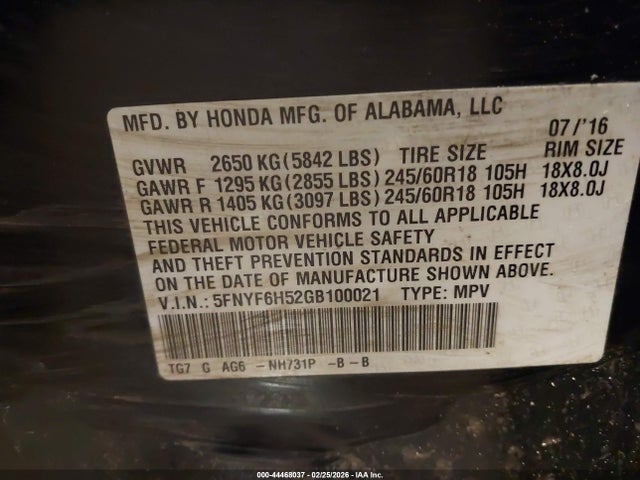 MFD. BY HONDA MFG. OF ALABAMA, LLC
07/'16
GVWR 2650 KG(5842 LBS) TIRE SIZE RIM SIZE
GAWR F 1295 KG(2855 LBS) 245/60R18 105H 18X8.0J
GAWR R 1405 KG(3097 LBS) 245/60R18 105H 18X8.0J
THIS VEHICLE CONFORMS TO ALL APPLICABLE
FEDERAL MOTOR VEHICLE SAFETY
AND THEFT PREVENTION STANDARDS IN EFFECT
ON THE DATE OF MANUFACTURE SHOWN ABOVE.
V.I.N.: 5FNYF6H52GB100021 TYPE: MPV
TG7 G AG6 -NH731P -B-B
000-44468037 - 02/25/2026 - IAA Inc.